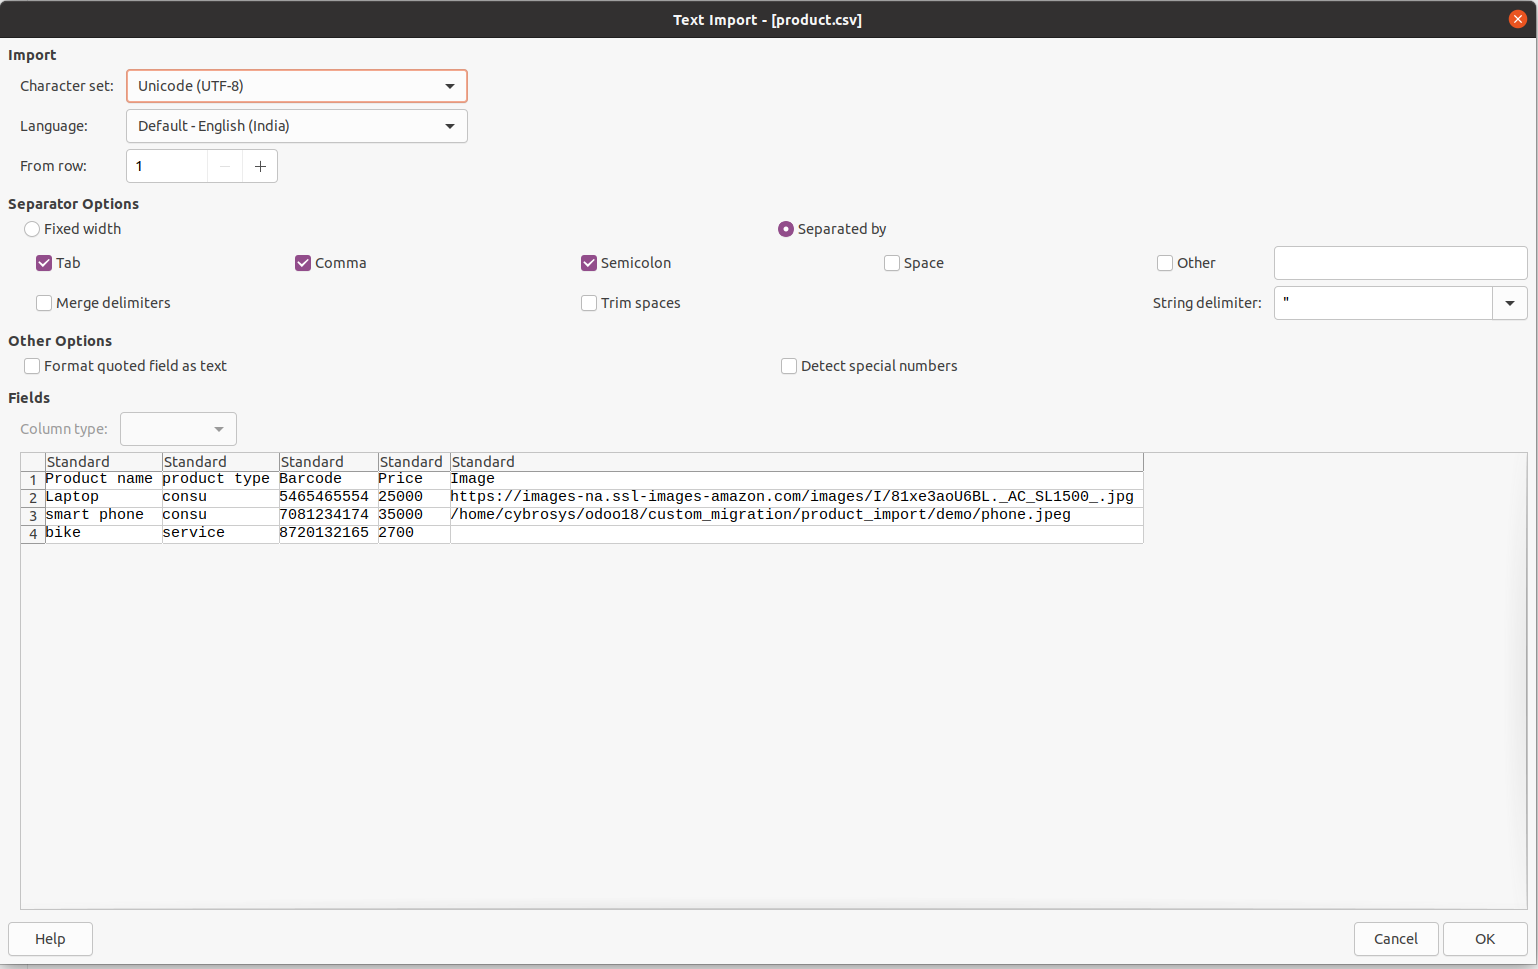 Text Import - [product.csv]
Import
Character set: Unicode (UTF-8)
Language: Default - English (India)
From row: 1 − +
Separator Options
Fixed width Separated by
Tab Comma Semicolon Space Other
Merge delimiters Trim spaces String delimiter: "
Other Options
Format quoted field as text Detect special numbers
Fields
Column type:
Standard Standard Standard Standard Standard
1 Product name product type Barcode Price Image
2 Laptop consu 5465465554 25000 https://images-na.ssl-images-amazon.com/images/I/81xe3aoU6BL._AC_SL1500_.jpg
3 smart phone consu 7081234174 35000 /home/cybrosys/odoo18/custom_migration/product_import/demo/phone.jpeg
4 bike service 8720132165 2700
Help Cancel OK